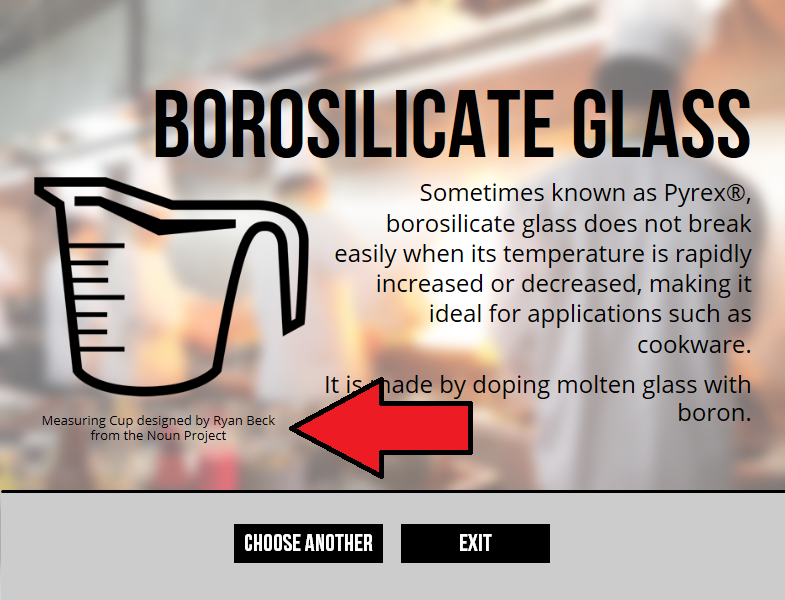 BOROSILICATE GLASS
Sometimes known as Pyrex®,
borosilicate glass does not break
easily when its temperature is rapidly
increased or decreased, making it
ideal for applications such as
cookware.
It is made by doping molten glass with
boron.
Measuring Cup designed by Ryan Beck
from the Noun Project
CHOOSE ANOTHER
EXIT